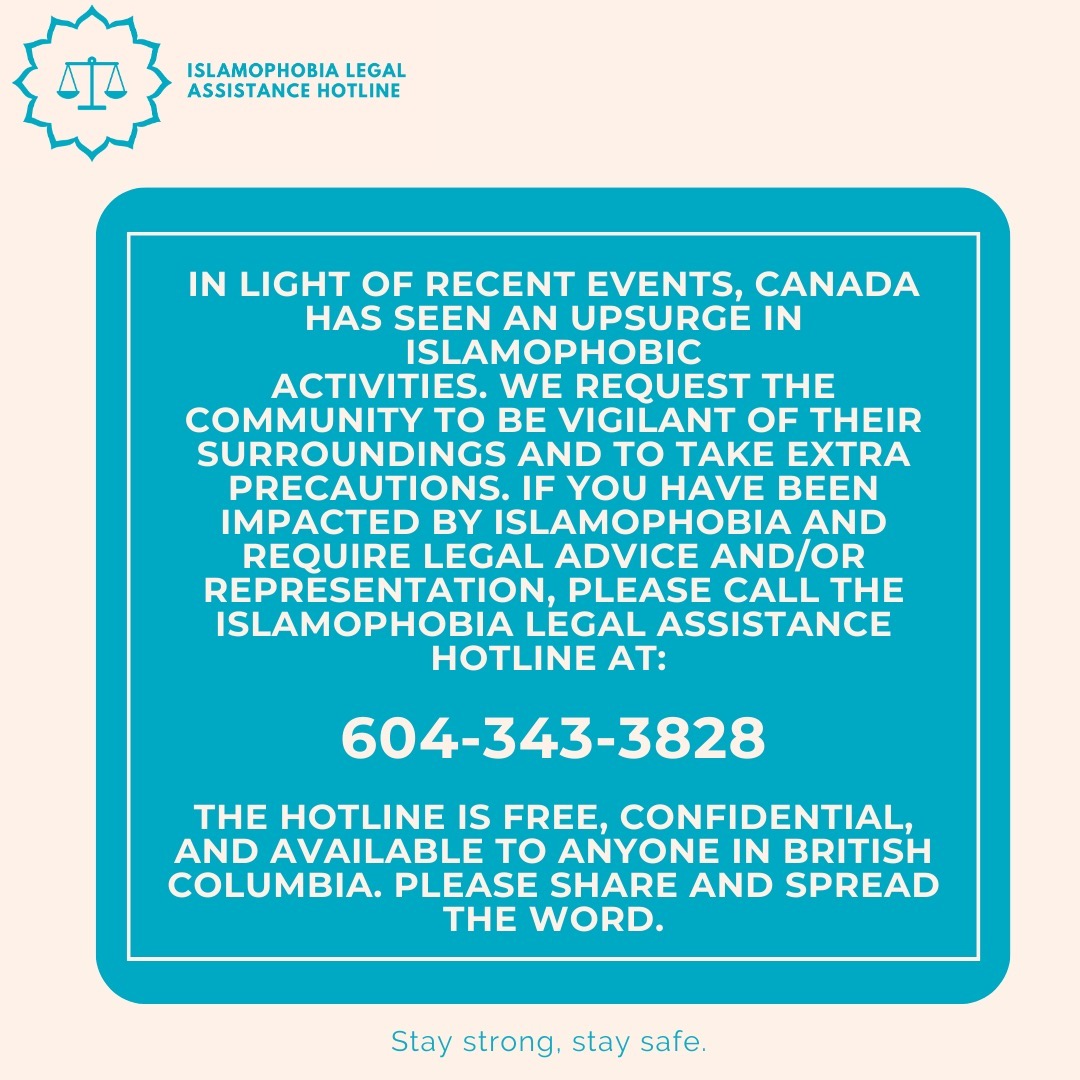 ISLAMOPHOBIA LEGAL
ASSISTANCE HOTLINE
IN LIGHT OF RECENT EVENTS, CANADA
HAS SEEN AN UPSURGE IN
ISLAMOPHOBIC
ACTIVITIES. WE REQUEST THE
COMMUNITY TO BE VIGILANT OF THEIR
SURROUNDINGS AND TO TAKE EXTRA
PRECAUTIONS. IF YOU HAVE BEEN
IMPACTED BY ISLAMOPHOBIA AND
REQUIRE LEGAL ADVICE AND/OR
REPRESENTATION, PLEASE CALL THE
ISLAMOPHOBIA LEGAL ASSISTANCE
HOTLINE AT:
604-343-3828
THE HOTLINE IS FREE, CONFIDENTIAL,
AND AVAILABLE TO ANYONE IN BRITISH
COLUMBIA. PLEASE SHARE AND SPREAD
THE WORD.
Stay strong, stay safe.